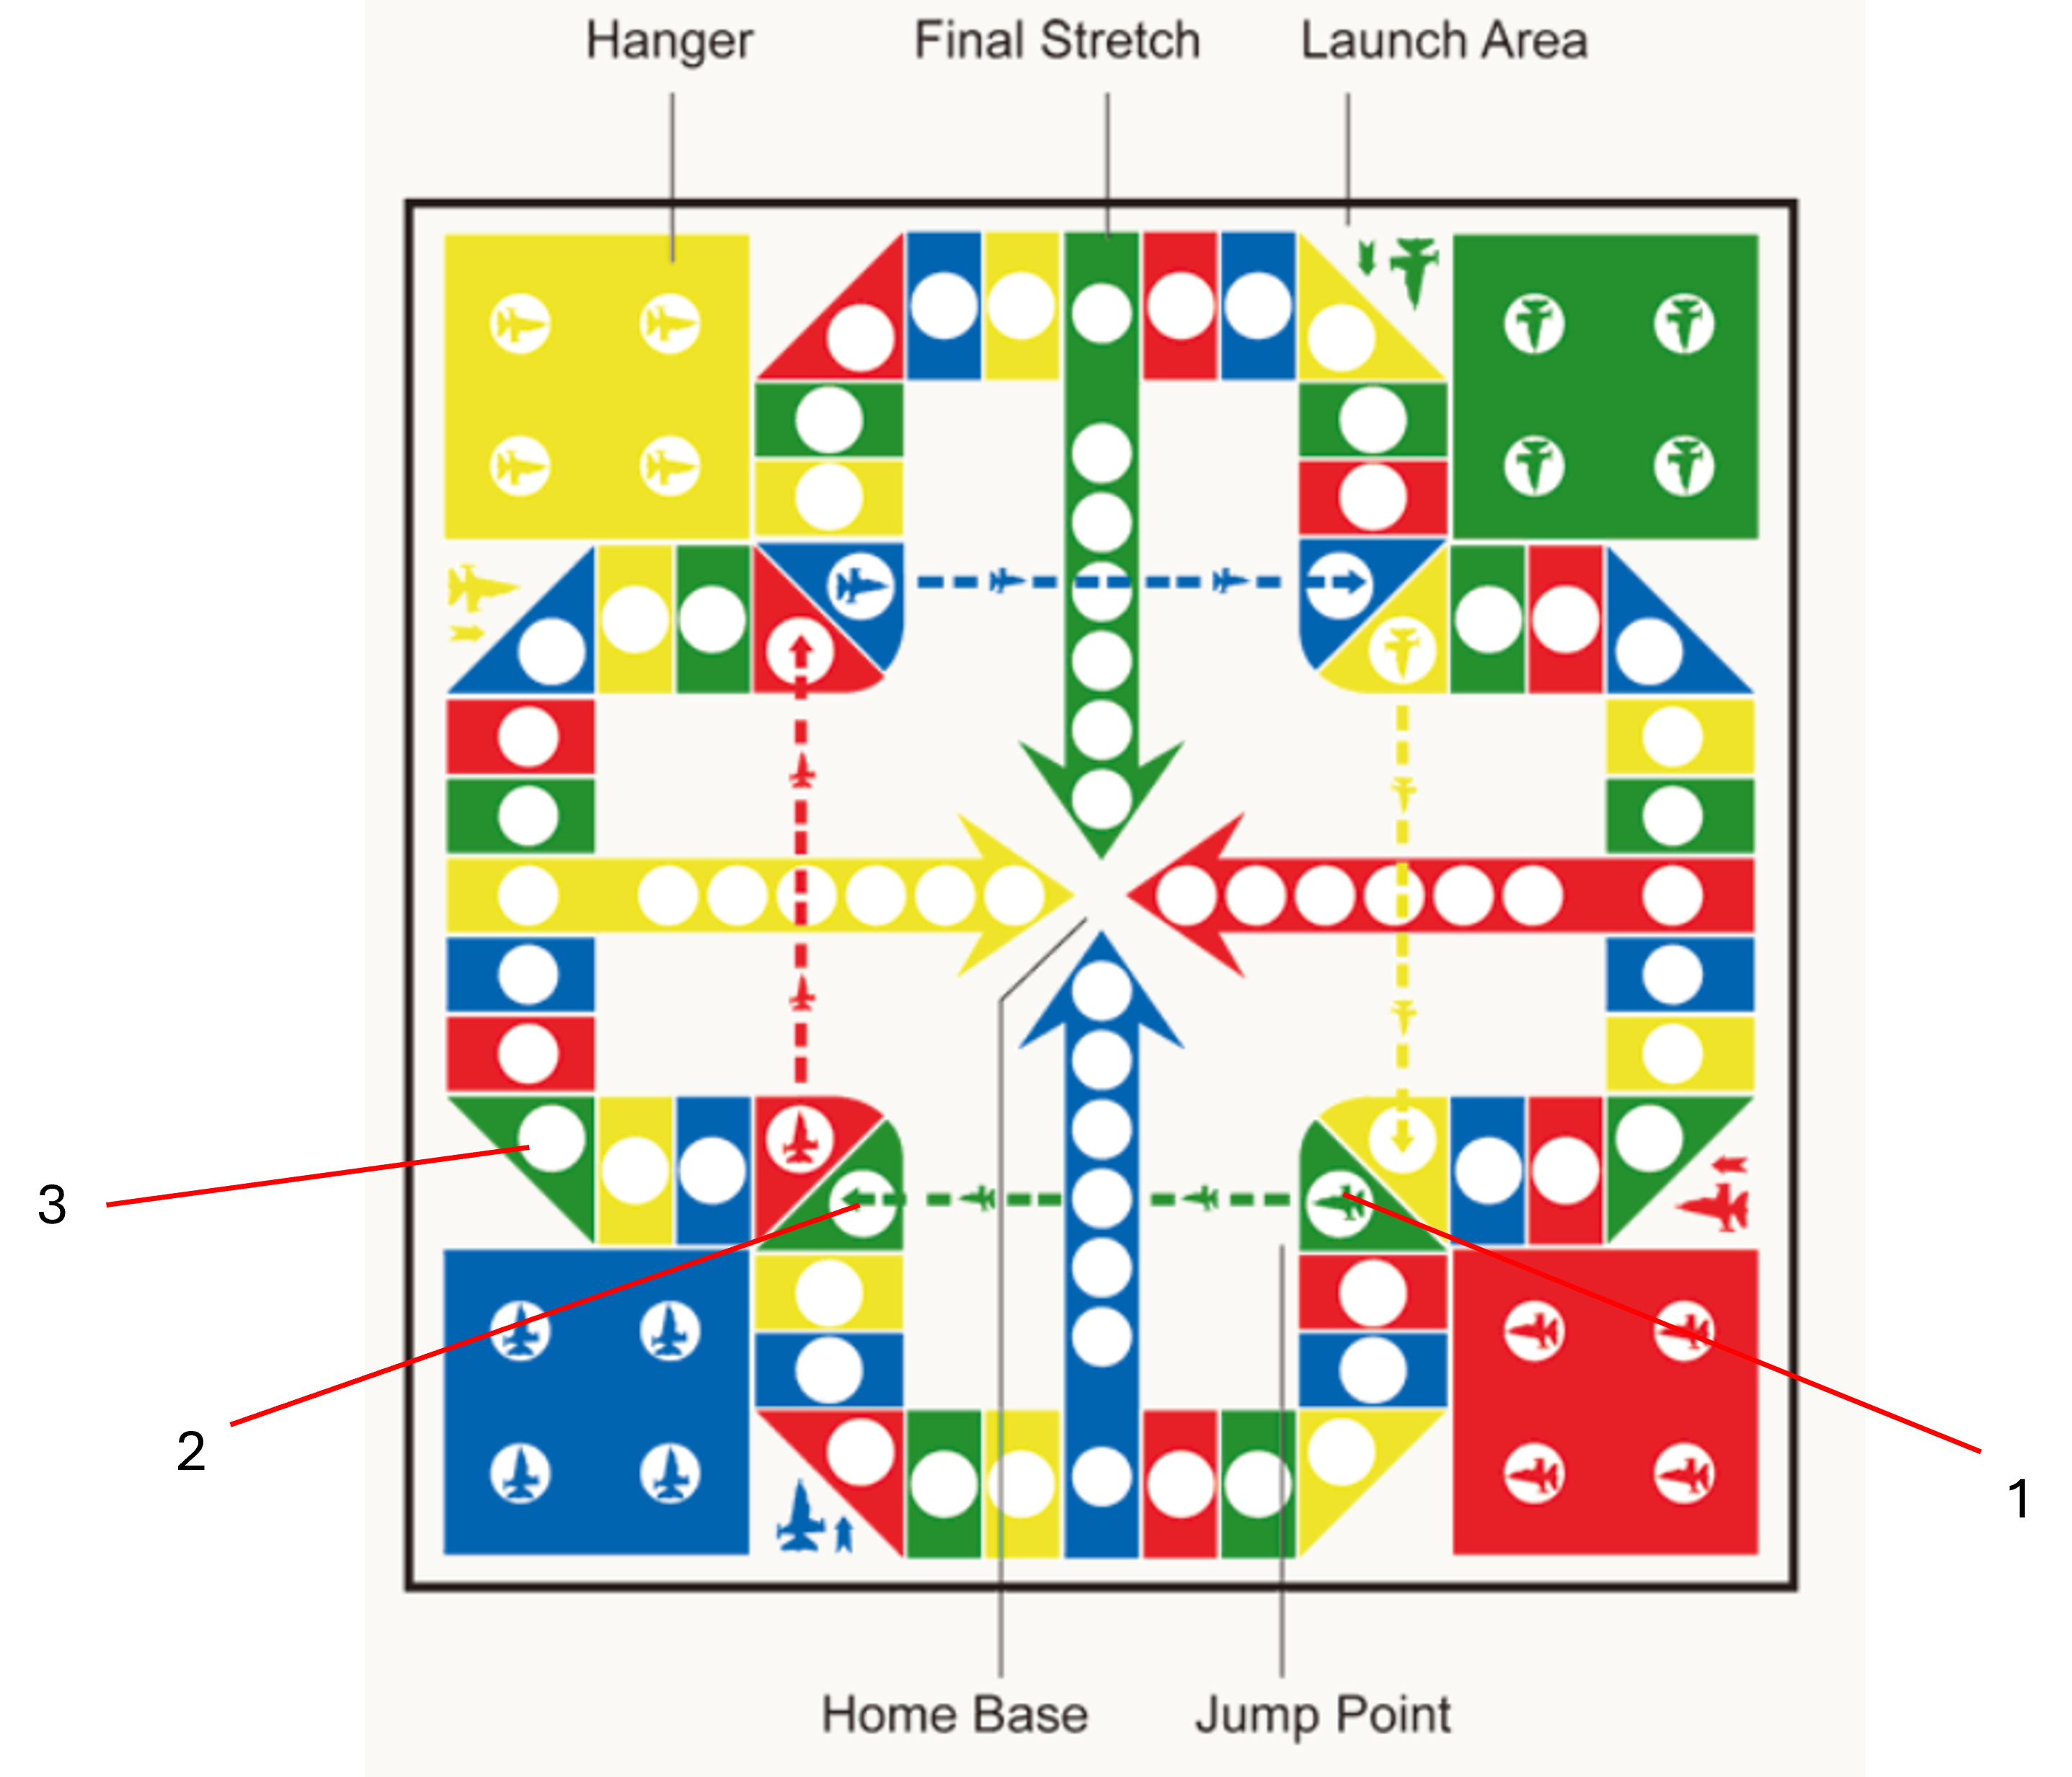 Hanger
Final Stretch
Launch Area
3
2
1
Home Base
Jump Point